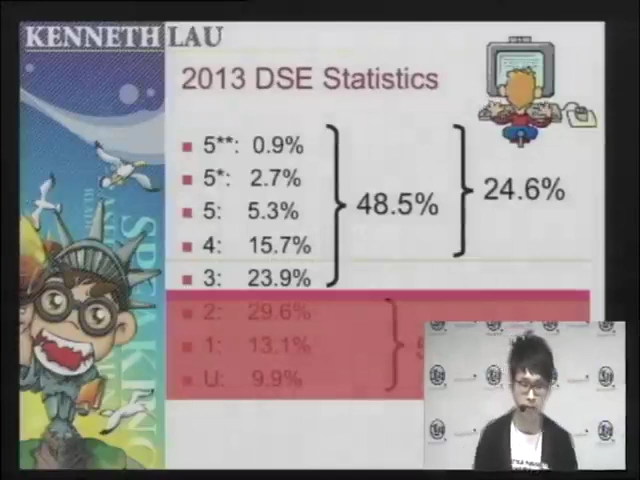 KENNETH LAU
2013 DSE Statistics
5**: 0.9%
5*: 2.7%
5: 5.3%
4: 15.7%
3: 23.9%
48.5%
24.6%
2: 29.6%
1: 13.1%
U: 9.9%
SPEAKING